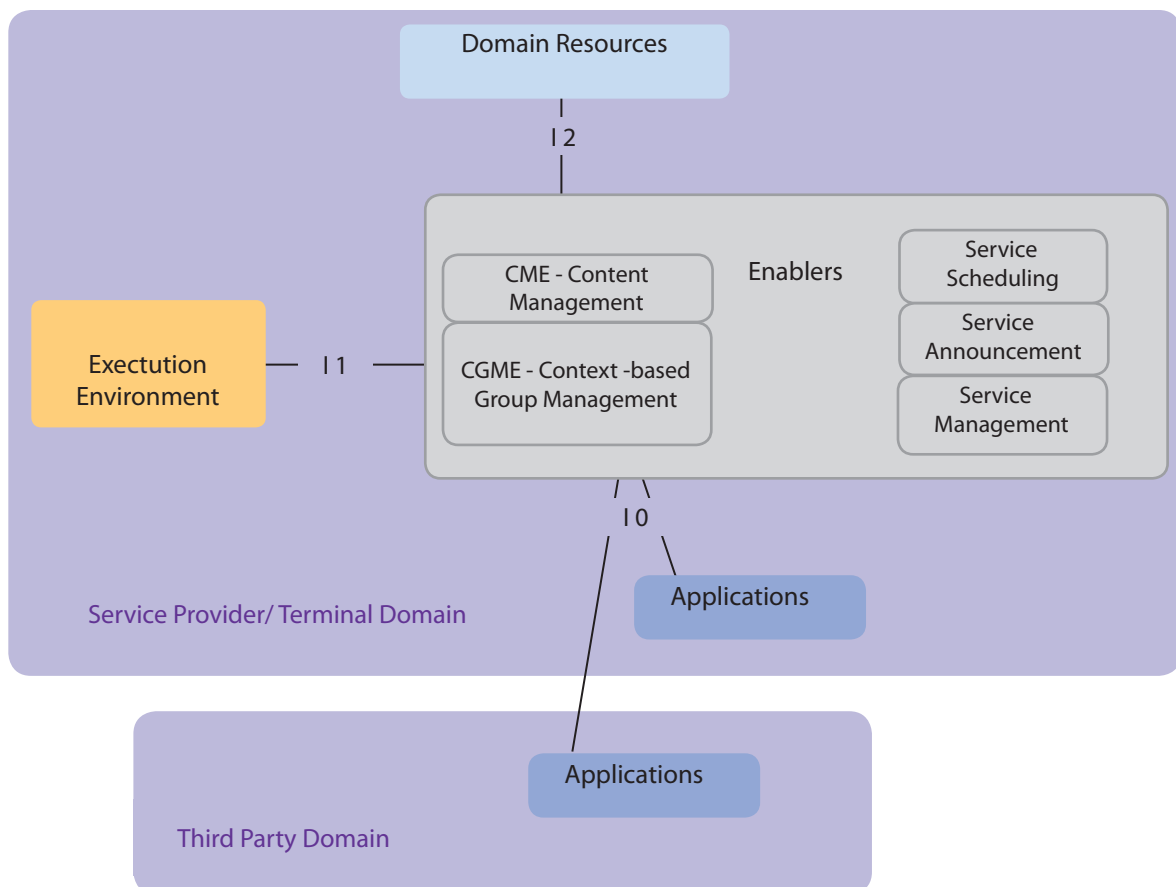 Domain Resources
I 2
CME - Content
Management
Enablers
Service
Scheduling
Service
Announcement
Service
Management
CGME - Context -based
Group Management
Exectution
Environment
I 1
I 0
Applications
Service Provider/ Terminal Domain
Applications
Third Party Domain